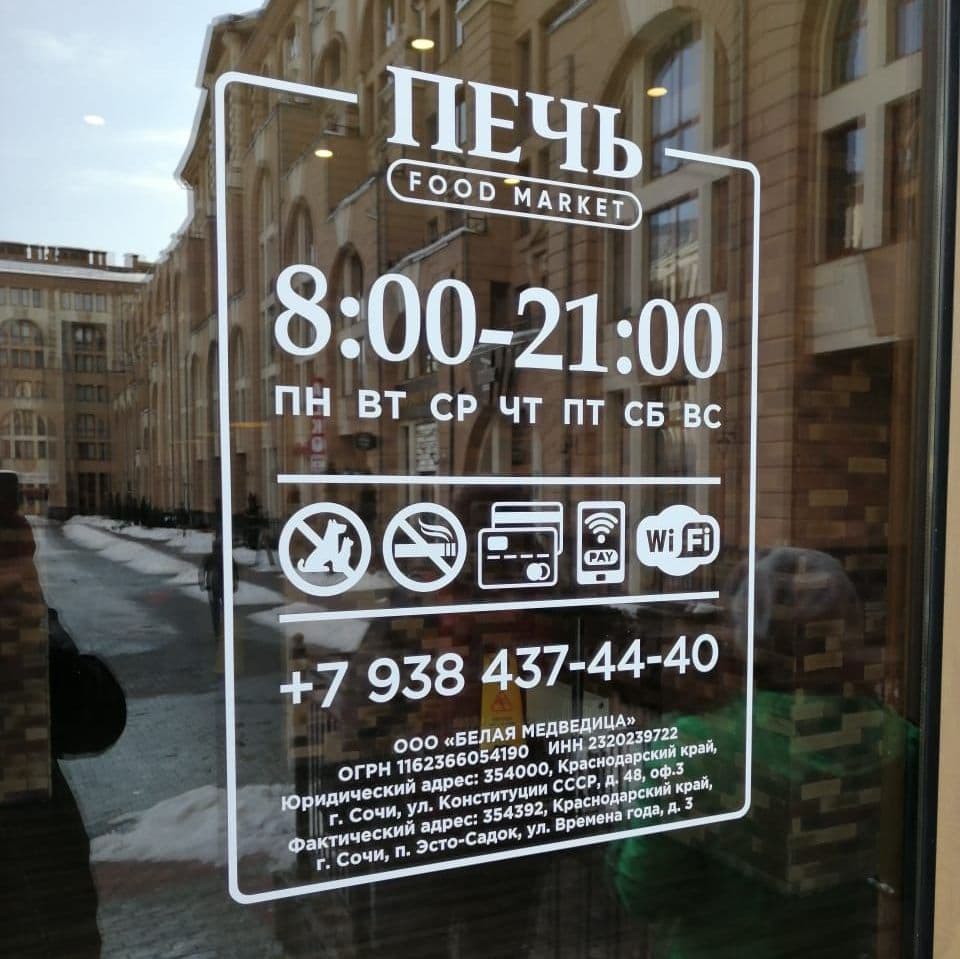 ПЕЧЬ
FOOD MARKET
8:00-21:00
ПН ВТ СР ЧТ ПТ СБ ВС
PAY
Wi Fi
+7 938 437-44-40
ООО «БЕЛАЯ МЕДВЕДИЦА»
ОГРН 1162366054190 ИНН 2320239722
Юридический адрес: 354000, Краснодарский край,
г. Сочи, ул. Конституции СССР, д. 48, оф.3
Фактический адрес: 354392, Краснодарский край,
г. Сочи, п. Эсто-Садок, ул. Времена года, д. 3